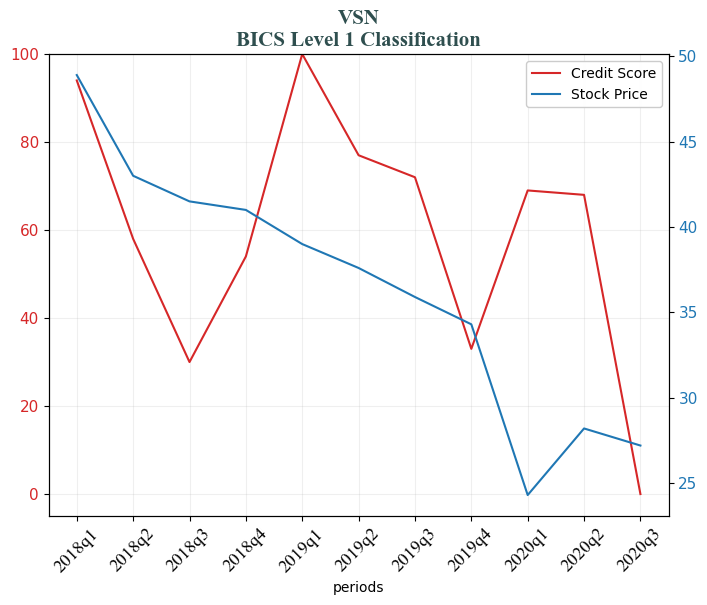 VSN
BICS Level 1 Classification
Credit Score
Stock Price
100
80
60
40
20
0
50
45
40
35
30
25
2018q1
2018q2
2018q3
2018q4
2019q1
2019q2
2019q3
2019q4
2020q1
2020q2
2020q3
periods